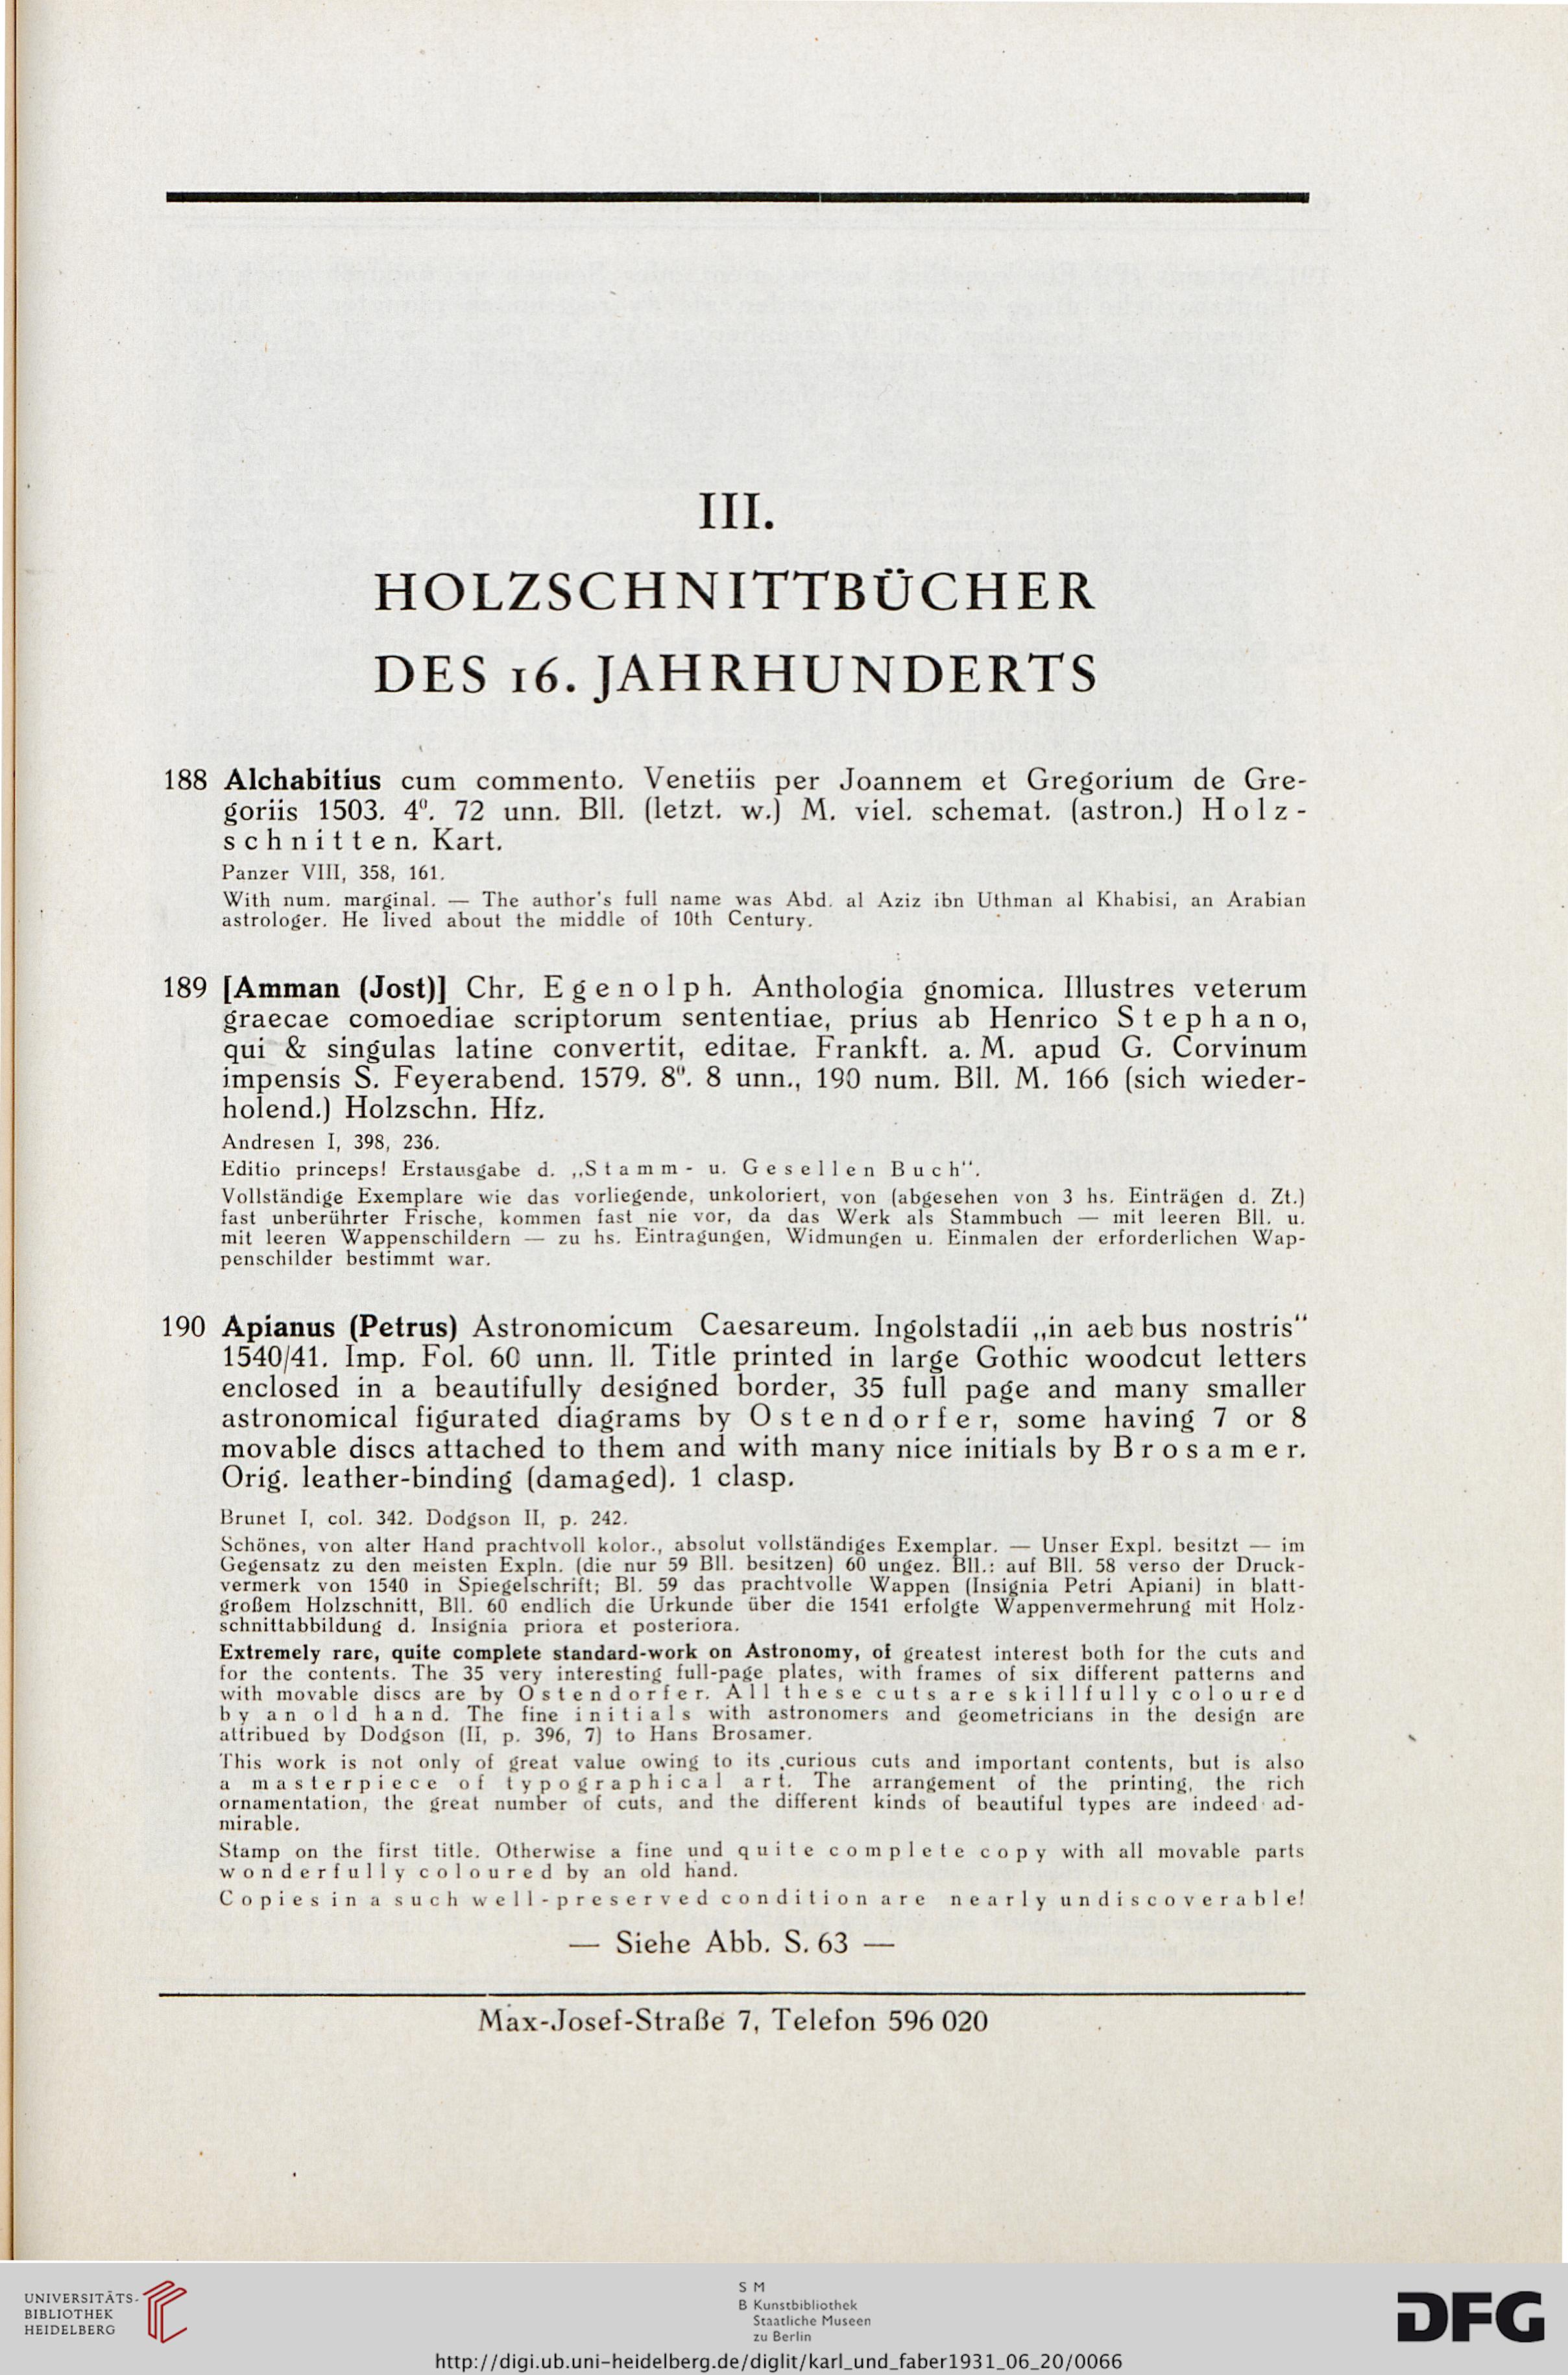 III.
HOLZSCHNITTBÜCHER
DES 16. JAHRHUNDERTS
188 Alchabitius cum commento. Venetiis per Joannem et Gregorium de Gre-
goriis 1503. 4⁰. 72 unn. Bll. (letzt. w.) M. viel. schemat. (astron.) Holz-
schnitten. Kart.
Panzer VIII, 358, 161.
With num. marginal. — The author's full name was Abd. al Aziz ibn Uthman al Khabisi, an Arabian
astrologer. He lived about the middle of 10th Century.
189 [Amman (Jost)] Chr. Egenolph. Anthologia gnomica. Illustres veterum
graecae comoediae scriptorum sententiae, prius ab Henrico Stephano,
qui & singulas latine convertit, editae. Frankft. a. M. apud G. Corvinum
impensis S. Feyerabend. 1579. 8⁰. 8 unn., 190 num. Bll. M. 166 (sich wieder-
holend.) Holzschn. Hfz.
Andresen I, 398, 236.
Editio princeps! Erstausgabe d. „Stamm- u. Gesellen Buch“.
Vollständige Exemplare wie das vorliegende, unkoloriert, von (abgesehen von 3 hs. Einträgen d. Zt.)
fast unberührter Frische, kommen fast nie vor, da das Werk als Stammbuch — mit leeren Bll. u.
mit leeren Wappenschildern — zu hs. Eintragungen, Widmungen u. Einmalen der erforderlichen Wap-
penschilder bestimmt war.
190 Apianus (Petrus) Astronomicum Caesareum. Ingolstadii „in aeb bus nostris“
1540/41. Imp. Fol. 60 unn. ll. Title printed in large Gothic woodcut letters
enclosed in a beautifully designed border, 35 full page and many smaller
astronomical figurated diagrams by Ostendorfer, some having 7 or 8
movable discs attached to them and with many nice initials by Brosamer.
Orig. leather-binding (damaged). 1 clasp.
Brunet I, col. 342. Dodgson II, p. 242.
Schönes, von alter Hand prachtvoll kolor., absolut vollständiges Exemplar. — Unser Expl. besitzt — im
Gegensatz zu den meisten Expln. (die nur 59 Bll. besitzen) 60 ungez. Bll.: auf Bll. 58 verso der Druck-
vermerk von 1540 in Spiegelschrift; Bl. 59 das prachtvolle Wappen (Insignia Petri Apiani) in blatt-
großem Holzschnitt, Bll. 60 endlich die Urkunde über die 1541 erfolgte Wappenvermehrung mit Holz-
schnittabbildung d. Insignia priora et posteriora.
Extremely rare, quite complete standard-work on Astronomy, of greatest interest both for the cuts and
for the contents. The 35 very interesting full-page plates, with frames of six different patterns and
with movable discs are by Ostendorfer. All these cuts are skillfully coloured
by an old hand. The fine initials with astronomers and geometricians in the design are
attribued by Dodgson (II, p. 396, 7) to Hans Brosamer.
This work is not only of great value owing to its curious cuts and important contents, but is also
a masterpiece of typographical art. The arrangement of the printing, the rich
ornamentation, the great number of cuts, and the different kinds of beautiful types are indeed ad-
mirable.
Stamp on the first title. Otherwise a fine und quite complete copy with all movable parts
wonderfully coloured by an old hand.
Copies in a such well-preserved condition are nearly undiscoverable!
— Siehe Abb. S. 63 —
Max-Josef-Straße 7, Telefon 596 020
UNIVERSITÄTS-
BIBLIOTHEK
HEIDELBERG
S M
B Kunstbibliothek
Staatliche Museen
zu Berlin
DFG
http://digi.ub.uni-heidelberg.de/diglit/karl_und_faber1931_06_20/0066